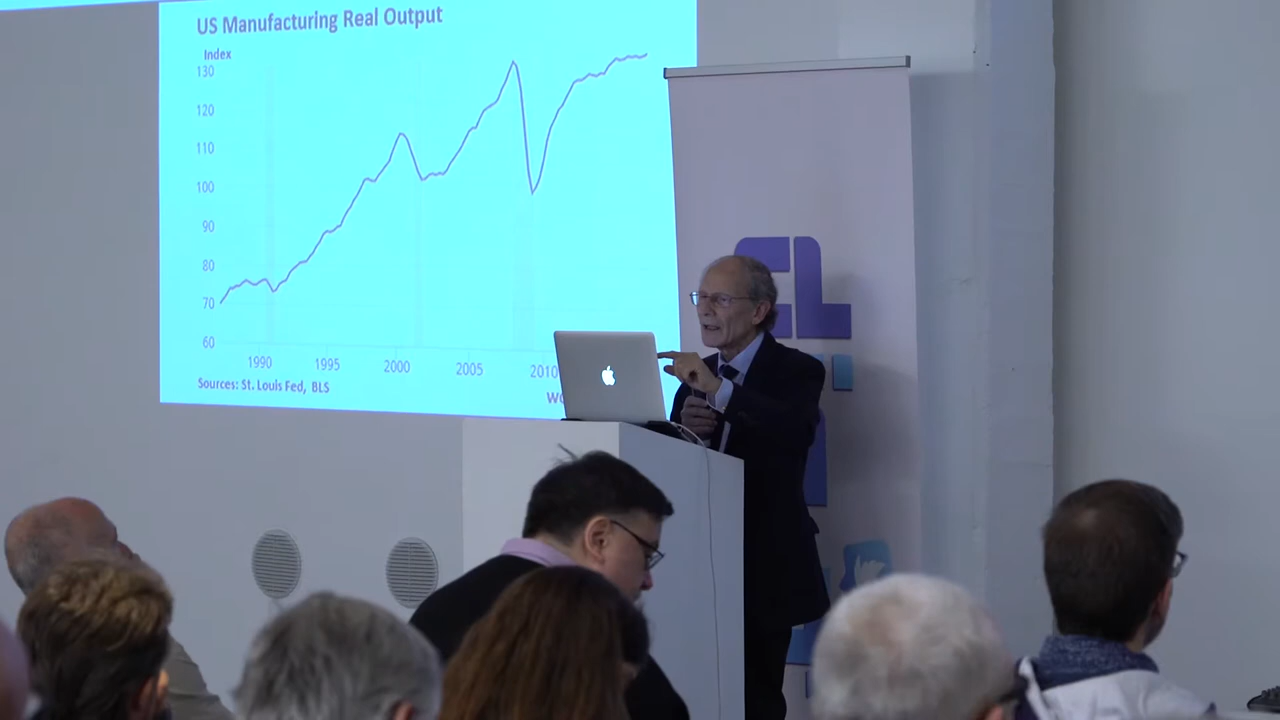 US Manufacturing Real Output
Index
130
120
110
100
90
80
70
60
1990 1995 2000 2005 2010
Sources: St. Louis Fed, BLS